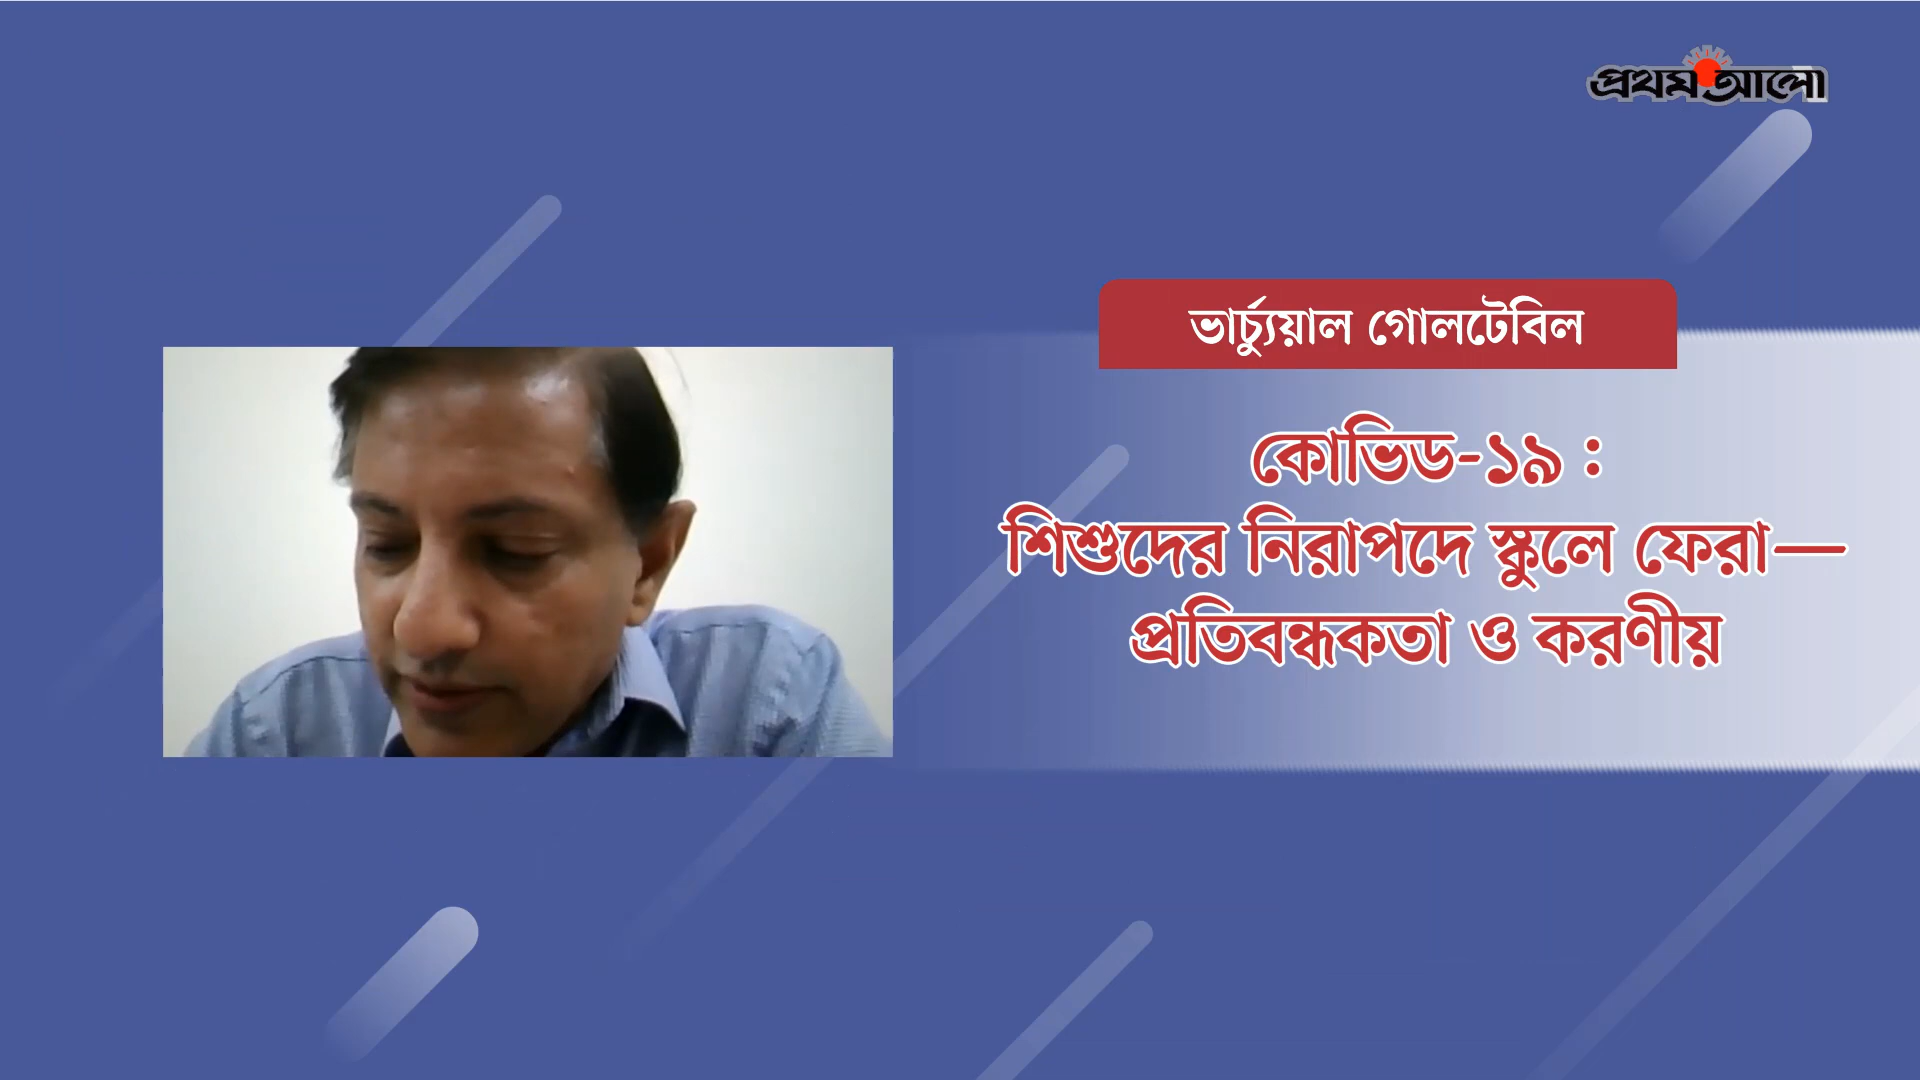 প্রথম আলো
ভার্চ্যুয়াল গোলটেবিল
কোভিড-১৯ :
শিশুদের নিরাপদে স্কুলে ফেরা—
প্রতিবন্ধকতা ও করণীয়